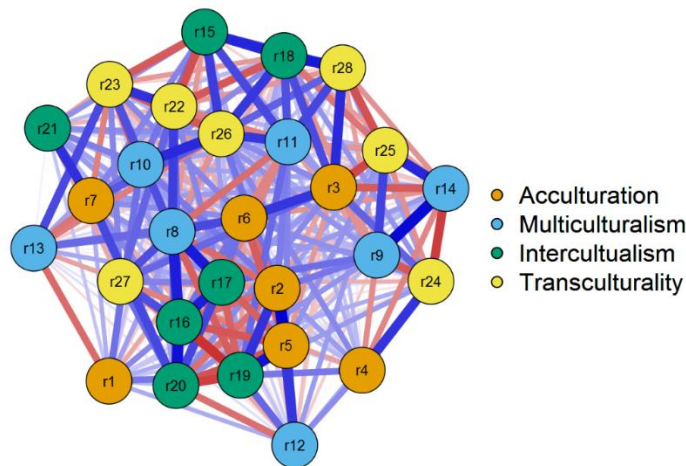 r15
r18
r28
r23
r22
r26
r21
r11
r10
r25
r14
r3
r7
r6
r8
r13
r9
r27
r17
r2
r24
r16
r5
r1
r20
r19
r4
r12
Acculturation
Multiculturalism
Intercultualism
Transculturality